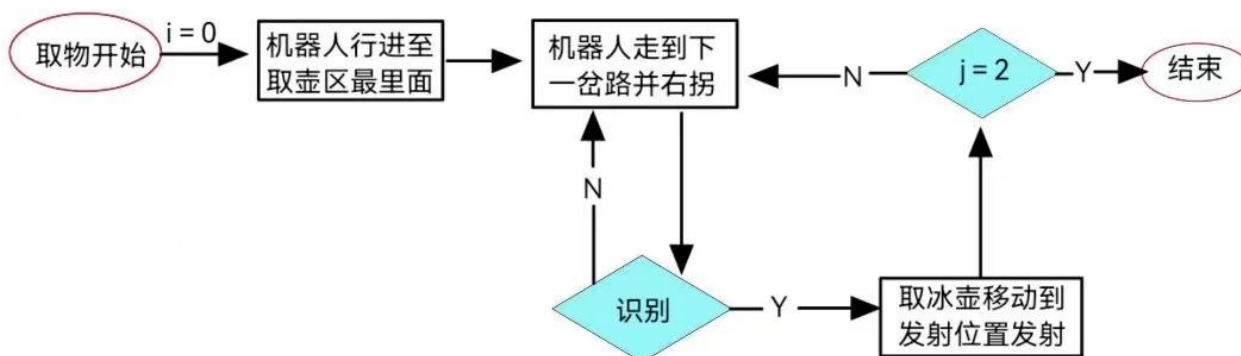 取物开始
i = 0
机器人行进至
取壶区最里面
机器人走到下
一岔路并右拐
N
j = 2
Y
结束
N
识别
Y
取冰壶移动到
发射位置发射